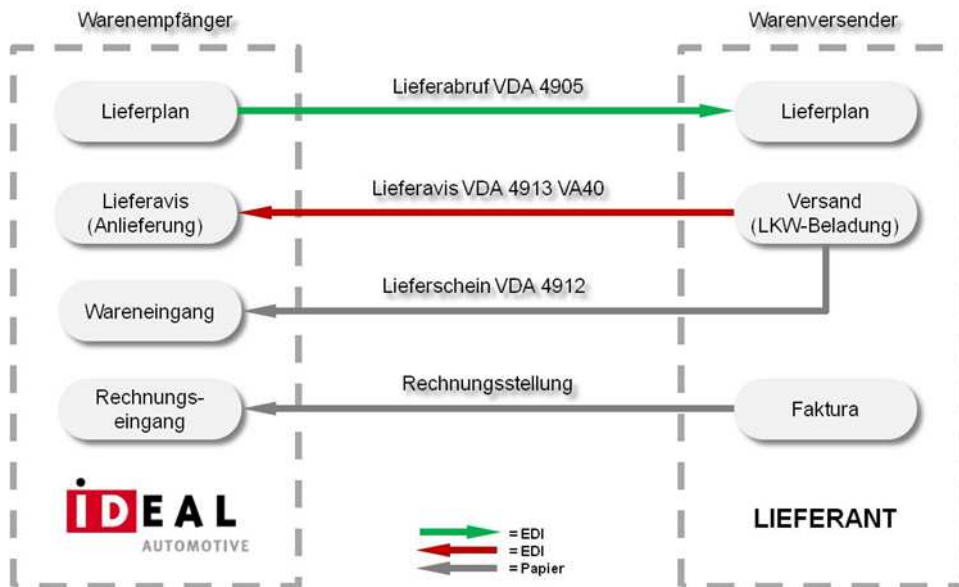 Warenempfänger
Warenversender
Lieferplan
Lieferabruf VDA 4905
Lieferplan
Lieferavis
(Anlieferung)
Lieferavis VDA 4913 VA40
Versand
(LKW-Beladung)
Wareneingang
Lieferschein VDA 4912
Rechnungs-
eingang
Rechnungsstellung
Faktura
iDEAL
AUTOMOTIVE
LIEFERANT
= EDI
= EDI
= Papier